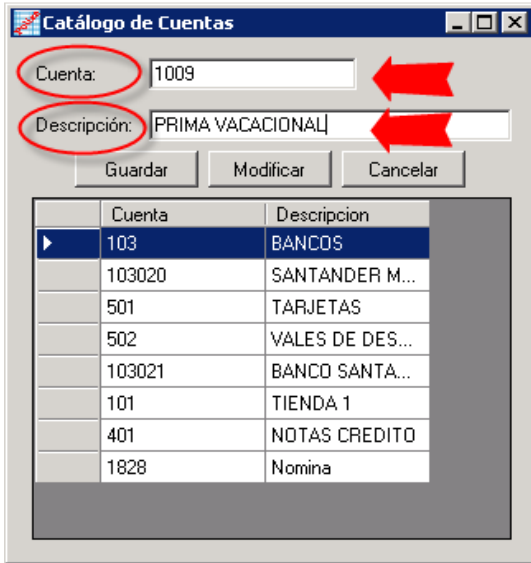 Catálogo de Cuentas
Cuenta: 1009
Descripción: PRIMA VACACIONAL
Guardar Modificar Cancelar
Cuenta Descripcion
103 BANCOS
103020 SANTANDER M...
501 TARJETAS
502 VALES DE DES...
103021 BANCO SANTA...
101 TIENDA 1
401 NOTAS CREDITO
1828 Nomina